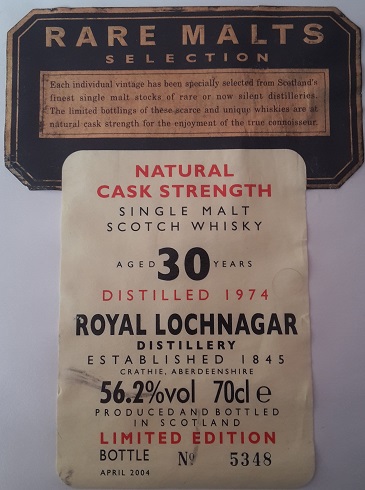 RARE MALTS
SELECTION
Each individual vintage has been specially selected from Scotland's
finest single malt stocks of rare or now silent distilleries.
The limited bottlings of these scarce and unique whiskies are at
natural cask strength for the enjoyment of the true connoisseur.
NATURAL
CASK STRENGTH
SINGLE MALT
SCOTCH WHISKY
AGED 30 YEARS
DISTILLED 1974
ROYAL LOCHNAGAR
DISTILLERY
ESTABLISHED 1845
CRATHIE, ABERDEENSHIRE
56.2%vol 70cl e
PRODUCED AND BOTTLED
IN SCOTLAND
LIMITED EDITION
BOTTLE Nº 5348
APRIL 2004